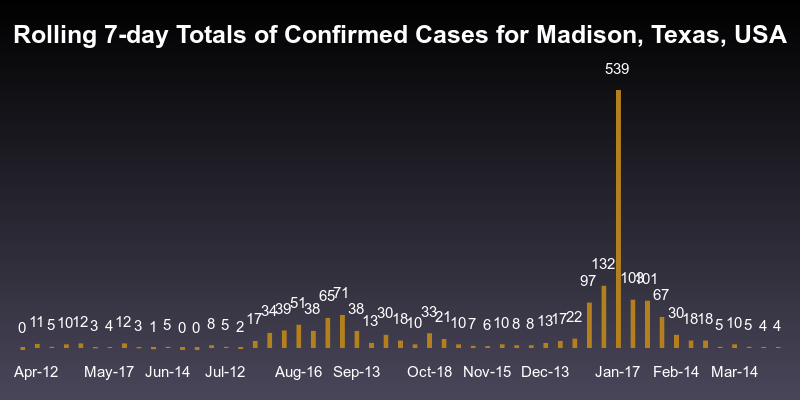 Rolling 7-day Totals of Confirmed Cases for Madison, Texas, USA
539
132
97
101
67
65 71
51
34 39 38 38
33
30 30
17 21 17 22
18 18 18
11 5 10 12 3 4 12 3 1 5 0 0 8 5 2 13 10 10 7 6 10 8 8 13 5 10 5 4 4
0
Apr-12 May-17 Jun-14 Jul-12 Aug-16 Sep-13 Oct-18 Nov-15 Dec-13 Jan-17 Feb-14 Mar-14